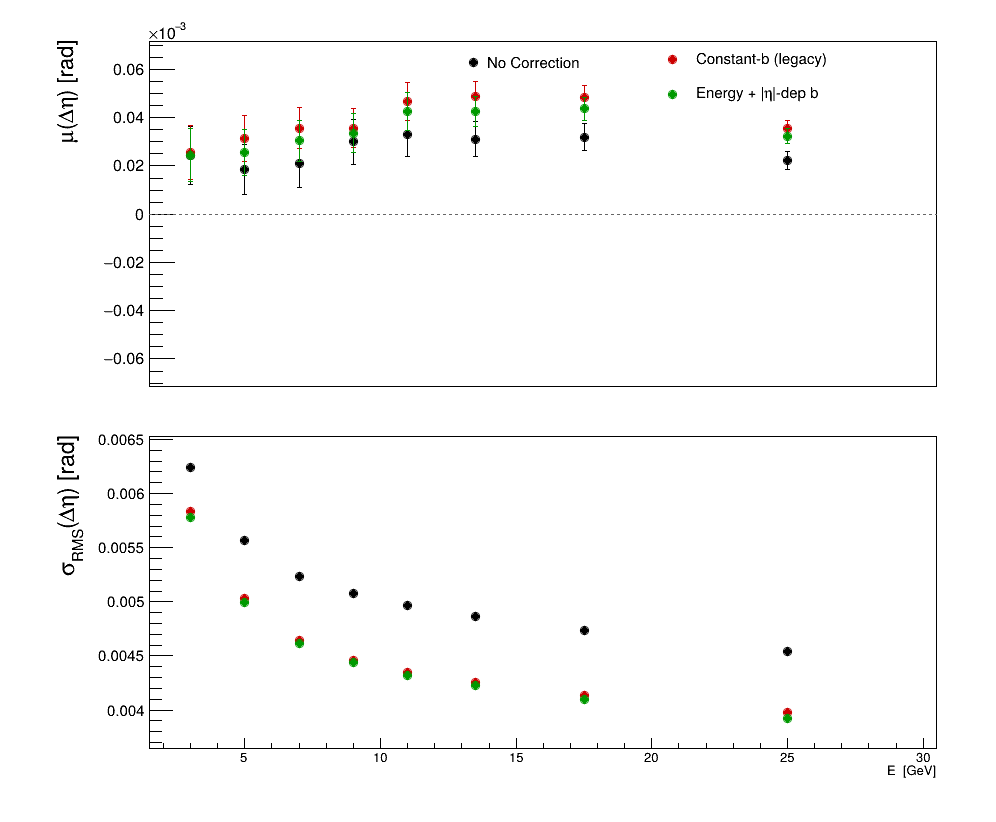 ×10⁻³
μ(Δη) [rad]
0.06
0.04
0.02
0
−0.02
−0.04
−0.06
No Correction
Constant-b (legacy)
Energy + |η|-dep b
σRMS(Δη) [rad]
0.0065
0.006
0.0055
0.005
0.0045
0.004
5 10 15 20 25 30
E [GeV]